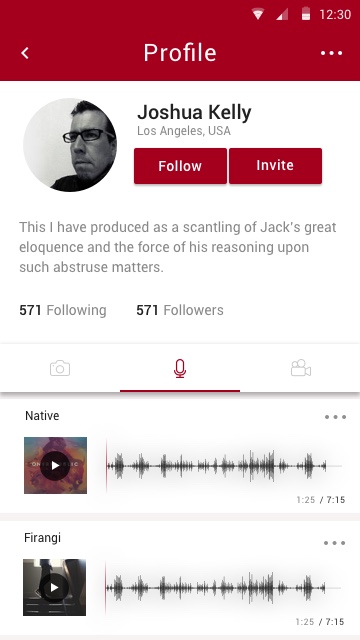 12:30
Profile
Joshua Kelly
Los Angeles, USA
Follow
Invite
This I have produced as a scantling of Jack's great
eloquence and the force of his reasoning upon
such abstruse matters.
571 Following
571 Followers
Native
1:25 / 7:15
Firangi
1:25 / 7:15